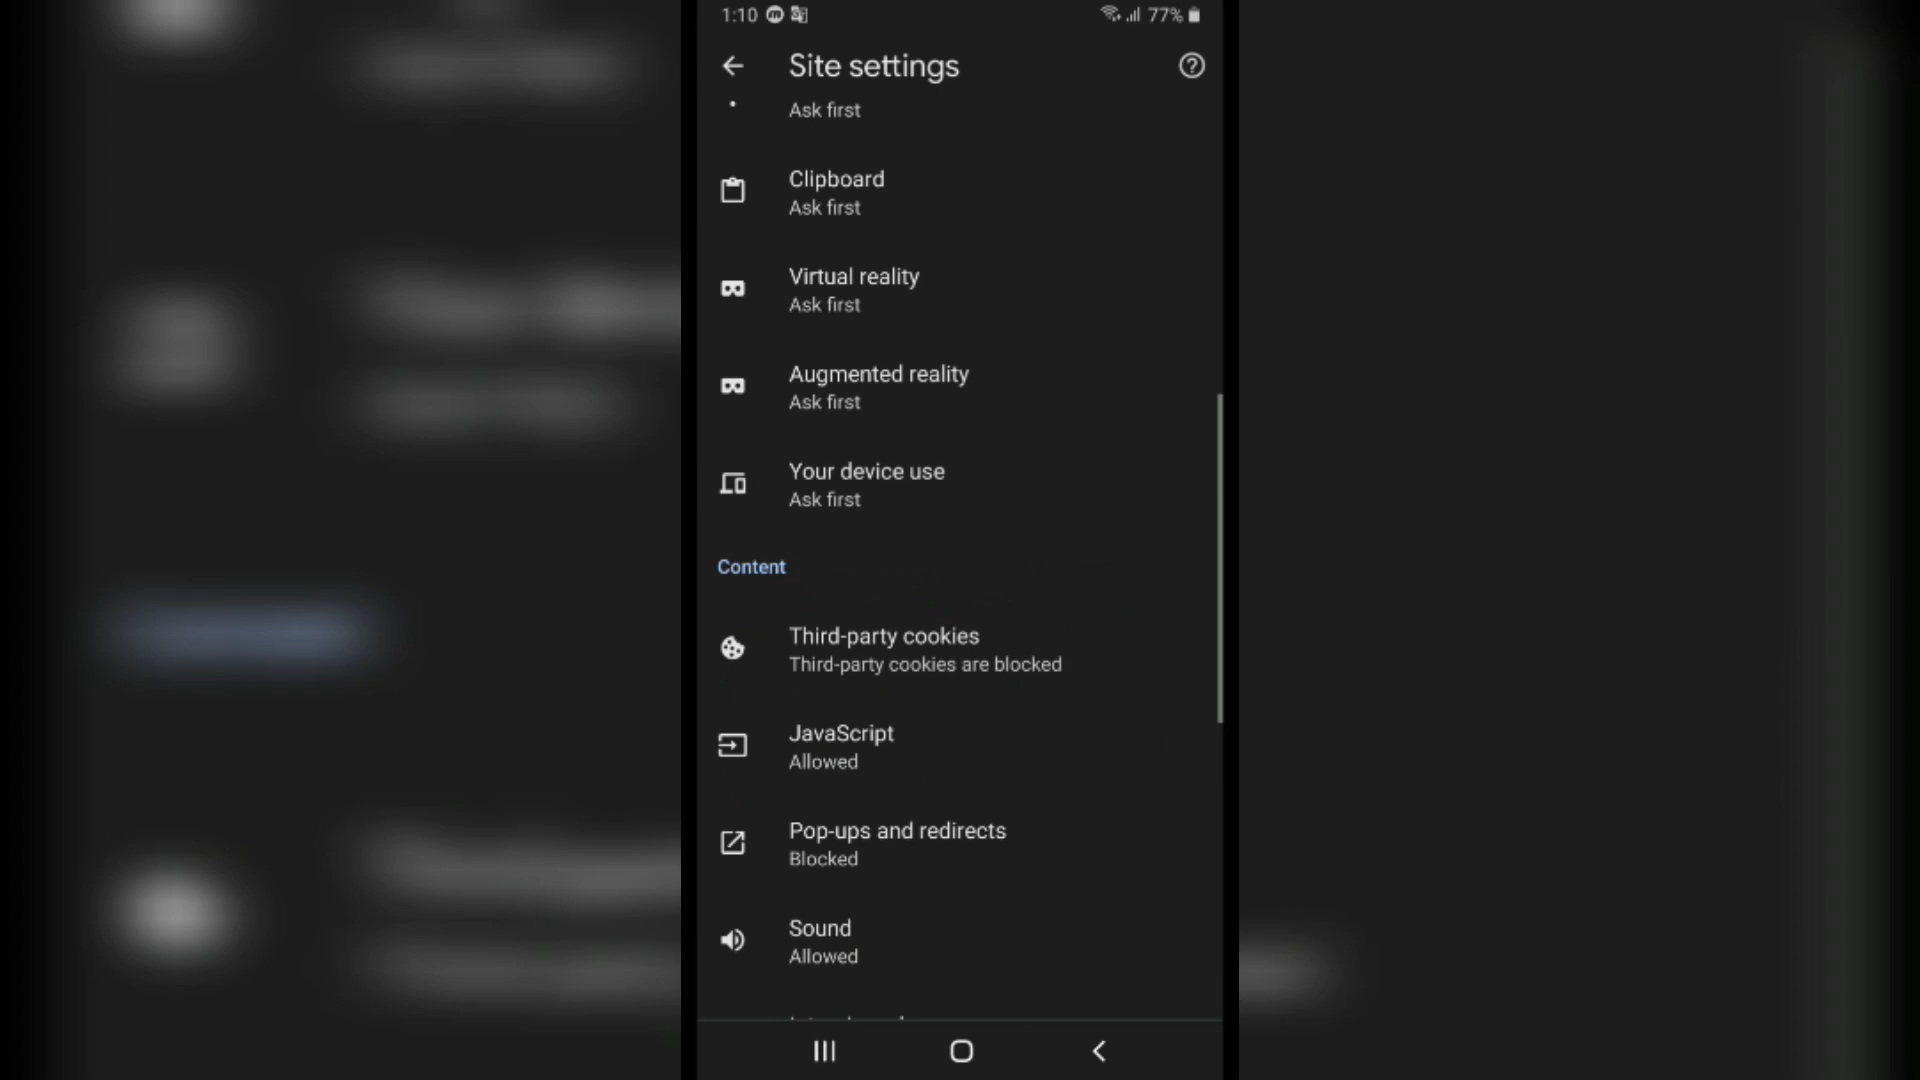 1:10 77%
Site settings
Ask first
Clipboard
Ask first
Virtual reality
Ask first
Augmented reality
Ask first
Your device use
Ask first
Content
Third-party cookies
Third-party cookies are blocked
JavaScript
Allowed
Pop-ups and redirects
Blocked
Sound
Allowed